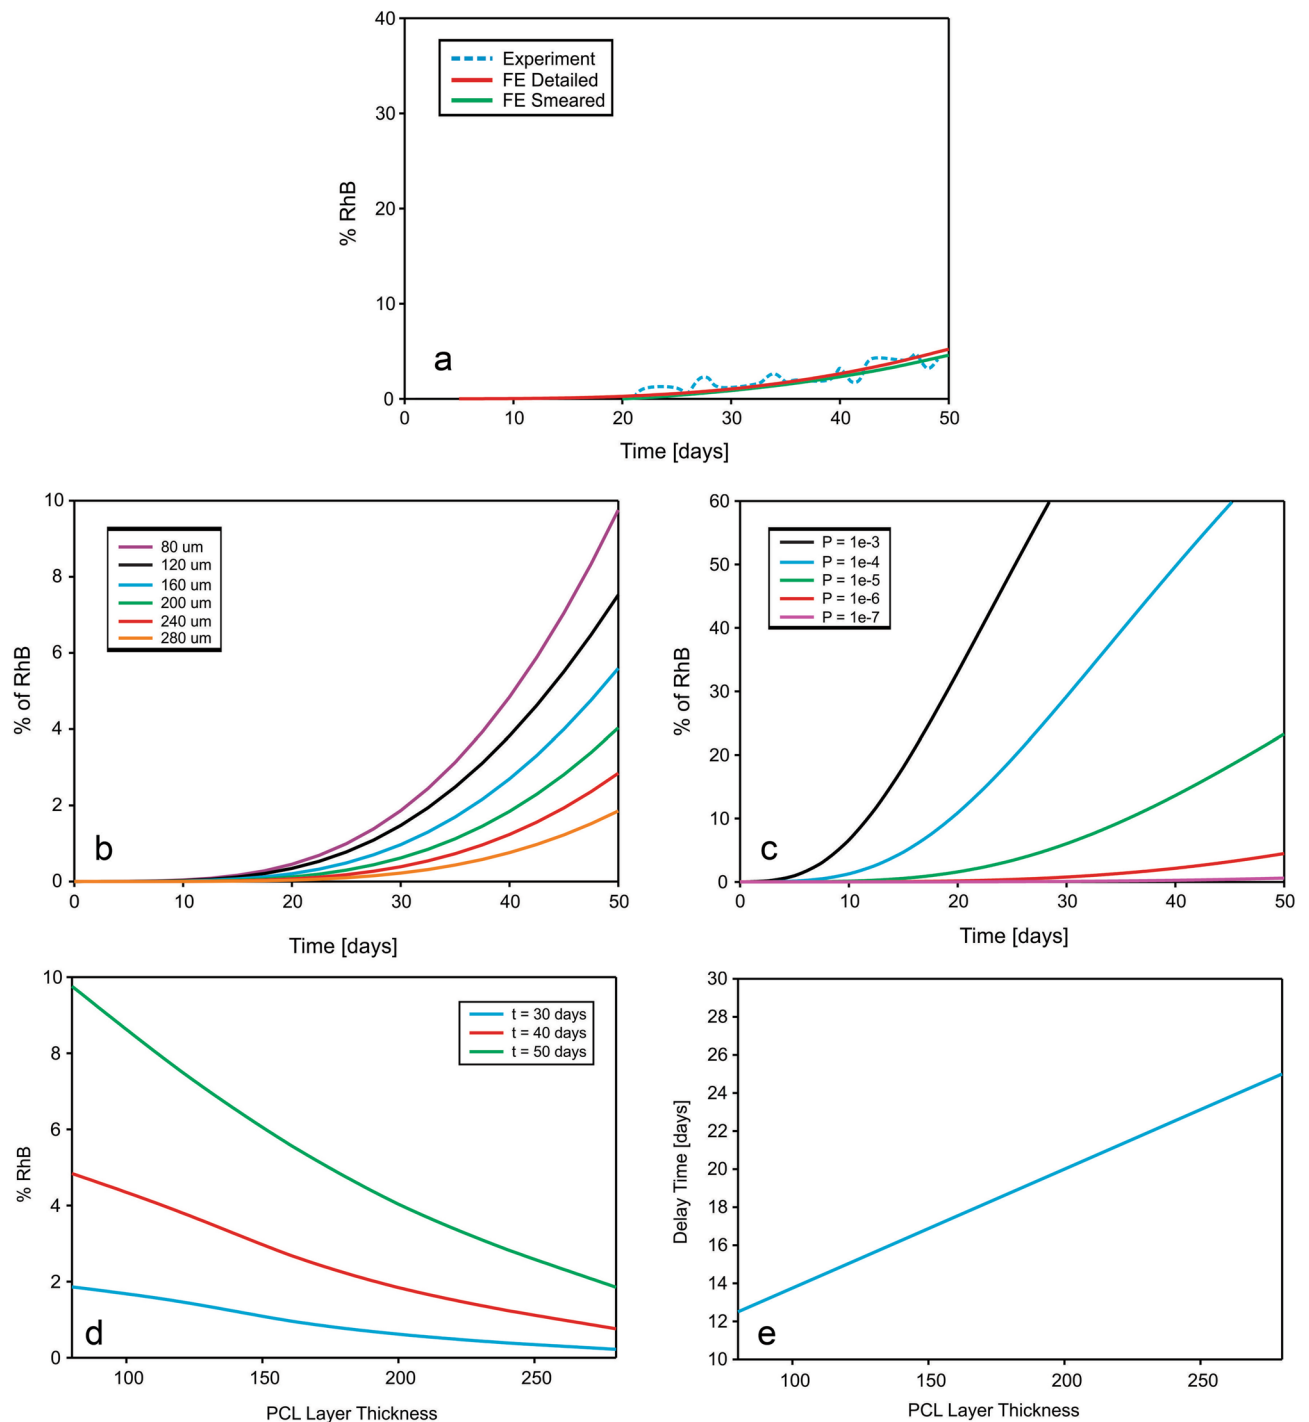 40
30
20
10
0
% RhB
Experiment
FE Detailed
FE Smeared
a
0 10 20 30 40 50
Time [days]
10
8
6
4
2
0
% of RhB
80 um
120 um
160 um
200 um
240 um
280 um
b
0 10 20 30 40 50
Time [days]
60
50
40
30
20
10
0
% of RhB
P = 1e-3
P = 1e-4
P = 1e-5
P = 1e-6
P = 1e-7
c
0 10 20 30 40 50
Time [days]
10
8
6
4
2
0
% RhB
t = 30 days
t = 40 days
t = 50 days
d
100 150 200 250
PCL Layer Thickness
30
28
26
24
22
20
18
16
14
12
10
Delay Time [days]
e
100 150 200 250
PCL Layer Thickness